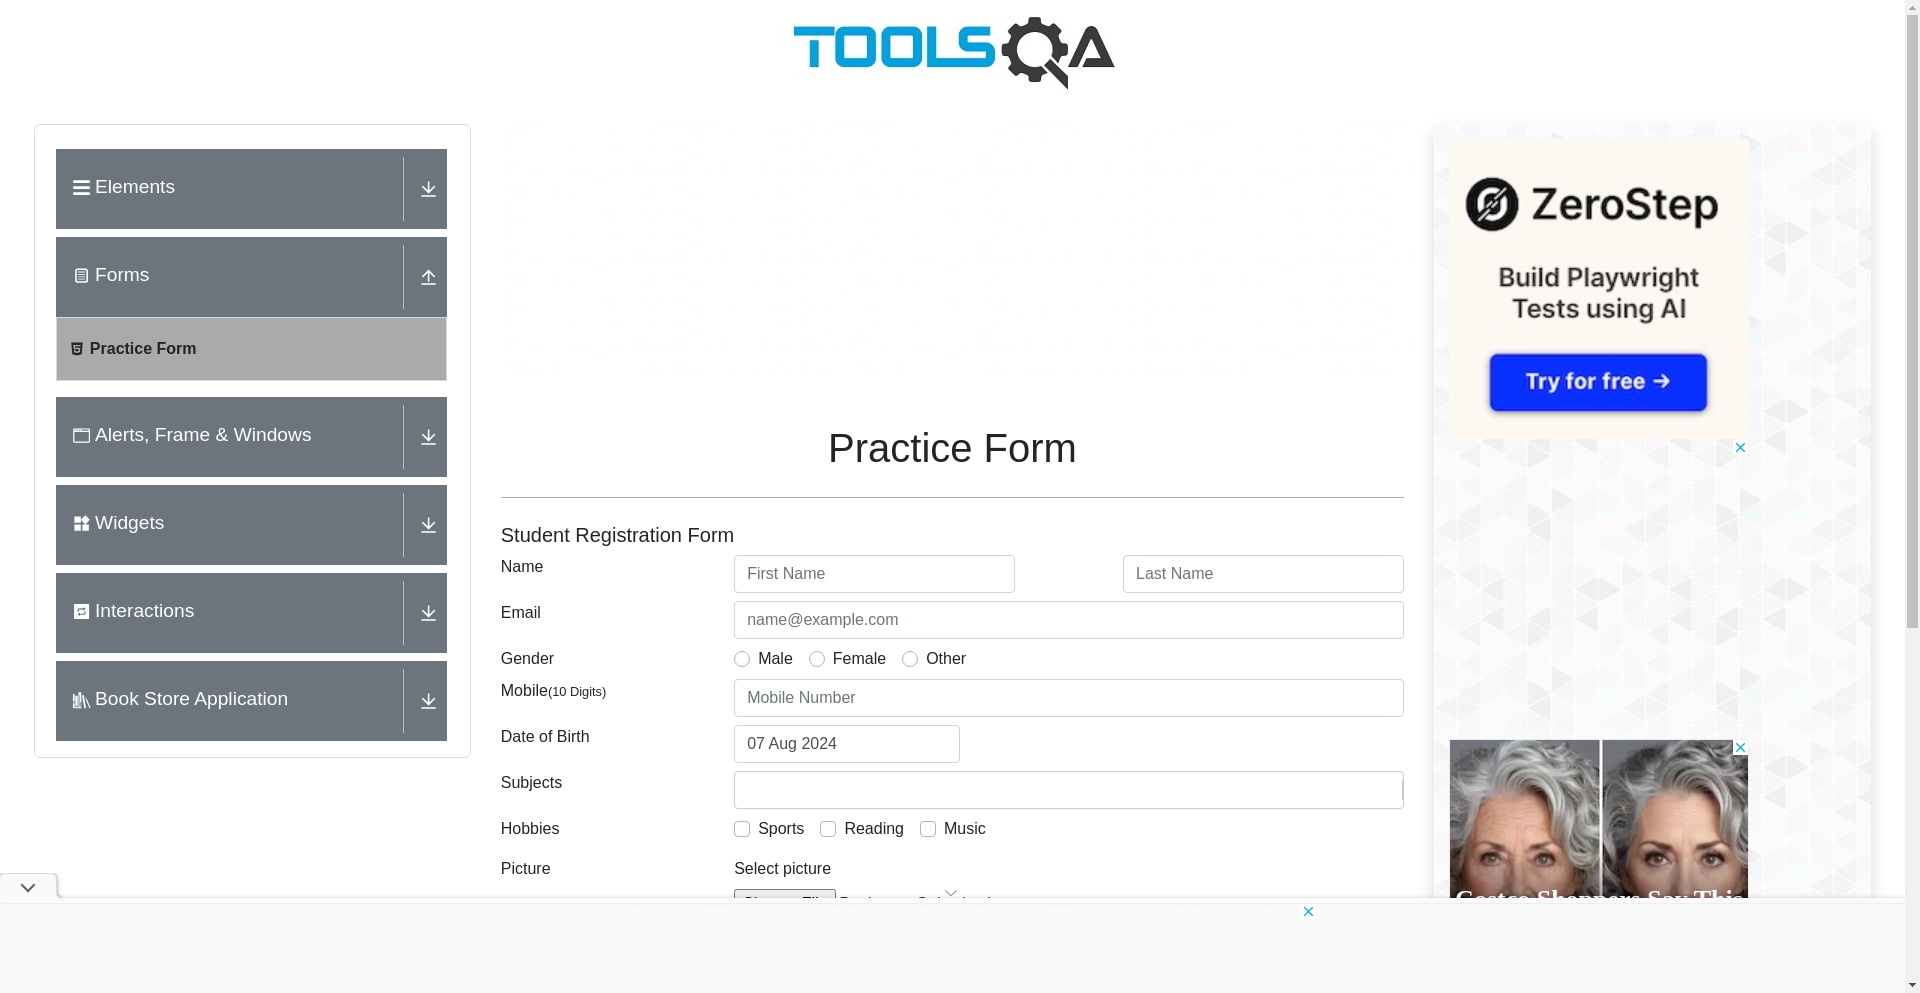 TOOLSQA
Elements
Forms
Practice Form
Alerts, Frame & Windows
Widgets
Interactions
Book Store Application
Practice Form
Student Registration Form
Name
First Name
Last Name
Email
name@example.com
Gender
Male
Female
Other
Mobile(10 Digits)
Mobile Number
Date of Birth
07 Aug 2024
Subjects
Hobbies
Sports
Reading
Music
Picture
Select picture
ZeroStep
Build Playwright
Tests using AI
Try for free →
Costco Shoppers Say This